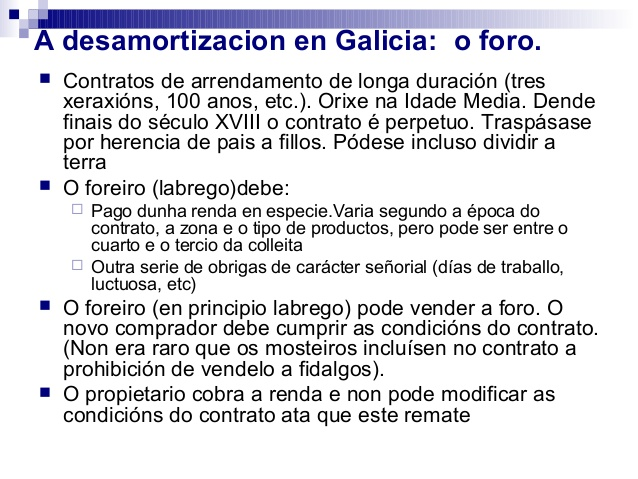 A desamortizacion en Galicia:  o foro.
Contratos de arrendamento de longa duración (tres
xeraxións, 100 anos, etc.). Orixe na Idade Media. Dende
finais do século XVIII o contrato é perpetuo. Traspásase
por herencia de pais a fillos. Pódese incluso dividir a
terra
O foreiro (labrego)debe:
Pago dunha renda en especie.Varia segundo a época do
contrato, a zona e o tipo de productos, pero pode ser entre o
cuarto e o tercio da colleita
Outra serie de obrigas de carácter señorial (días de traballo,
luctuosa, etc)
O foreiro (en principio labrego) pode vender a foro. O
novo comprador debe cumprir as condicións do contrato.
(Non era raro que os mosteiros incluísen no contrato a
prohibición de vendelo a fidalgos).
O propietario cobra a renda e non pode modificar as
condicións do contrato ata que este remate